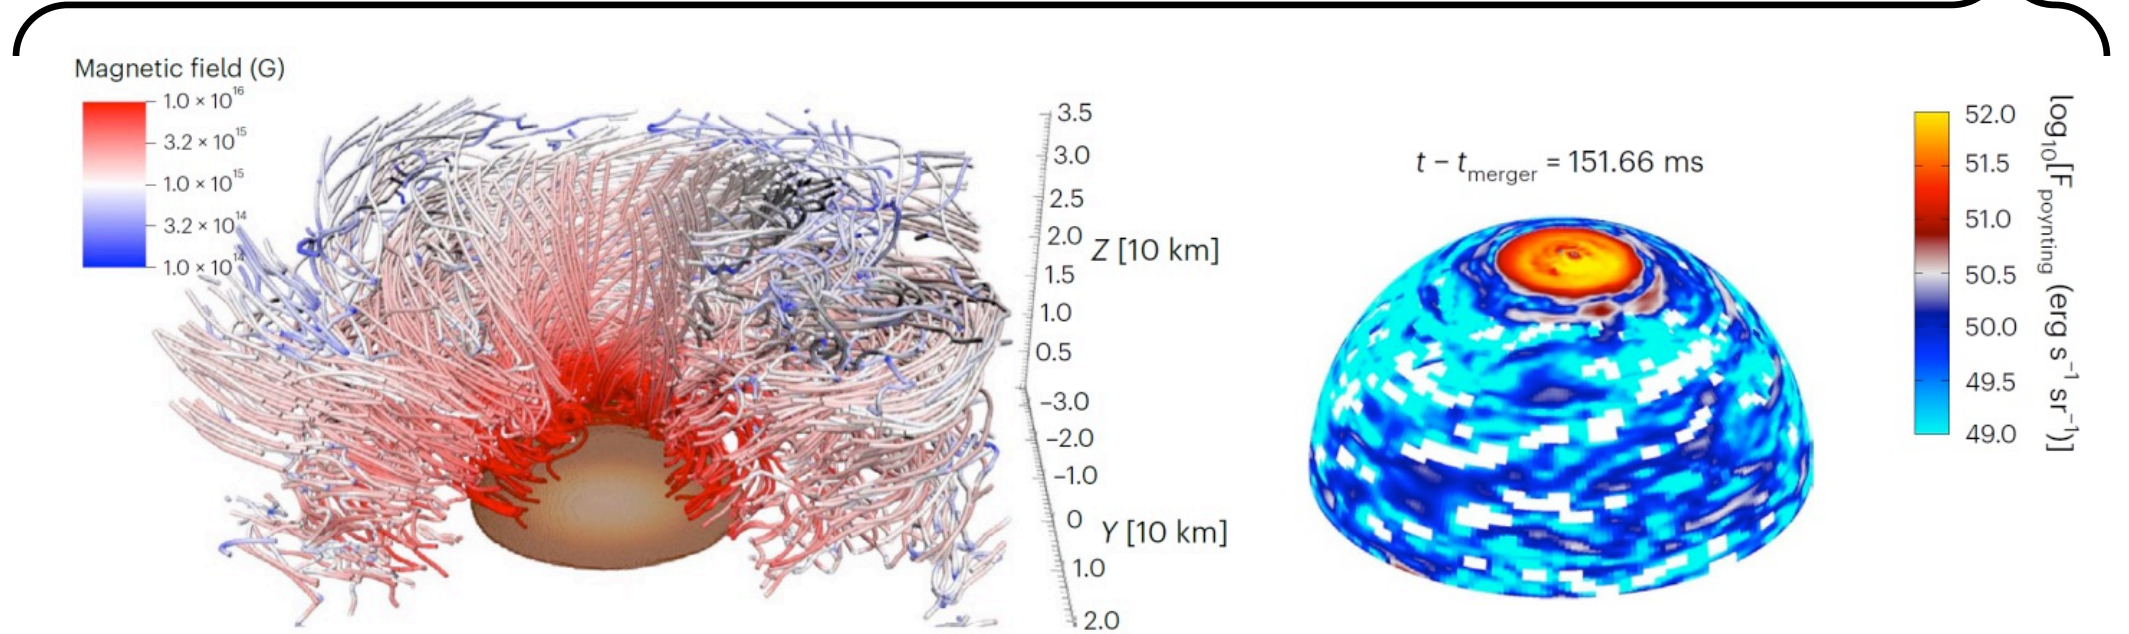 Magnetic field (G)
1.0 × 10¹⁶
3.2 × 10¹⁵
1.0 × 10¹⁵
3.2 × 10¹⁴
1.0 × 10¹⁴
3.5
3.0
2.5
2.0
Z [10 km]
1.5
1.0
0.5
–3.0
–2.0
–1.0
0
Y [10 km]
1.0
2.0
t – t_merger = 151.66 ms
52.0
51.5
51.0
50.5
50.0
49.5
49.0
log₁₀[F_poynting (erg s⁻¹ sr⁻¹)]